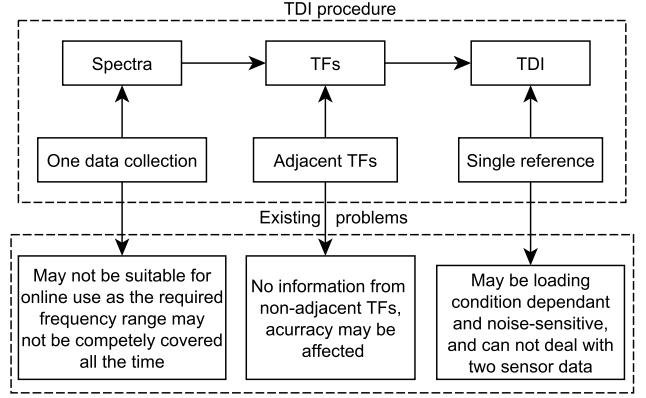 TDI procedure
Spectra
TFs
TDI
One data collection
Adjacent TFs
Single reference
Existing problems
May not be suitable for
online use as the required
frequency range may
not be competely covered
all the time
No information from
non-adjacent TFs,
acurracy may be
affected
May be loading
condition dependant
and noise-sensitive,
and can not deal with
two sensor data